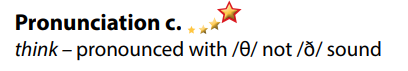 Pronunciation c.
think – pronounced with /θ/ not /ð/ sound